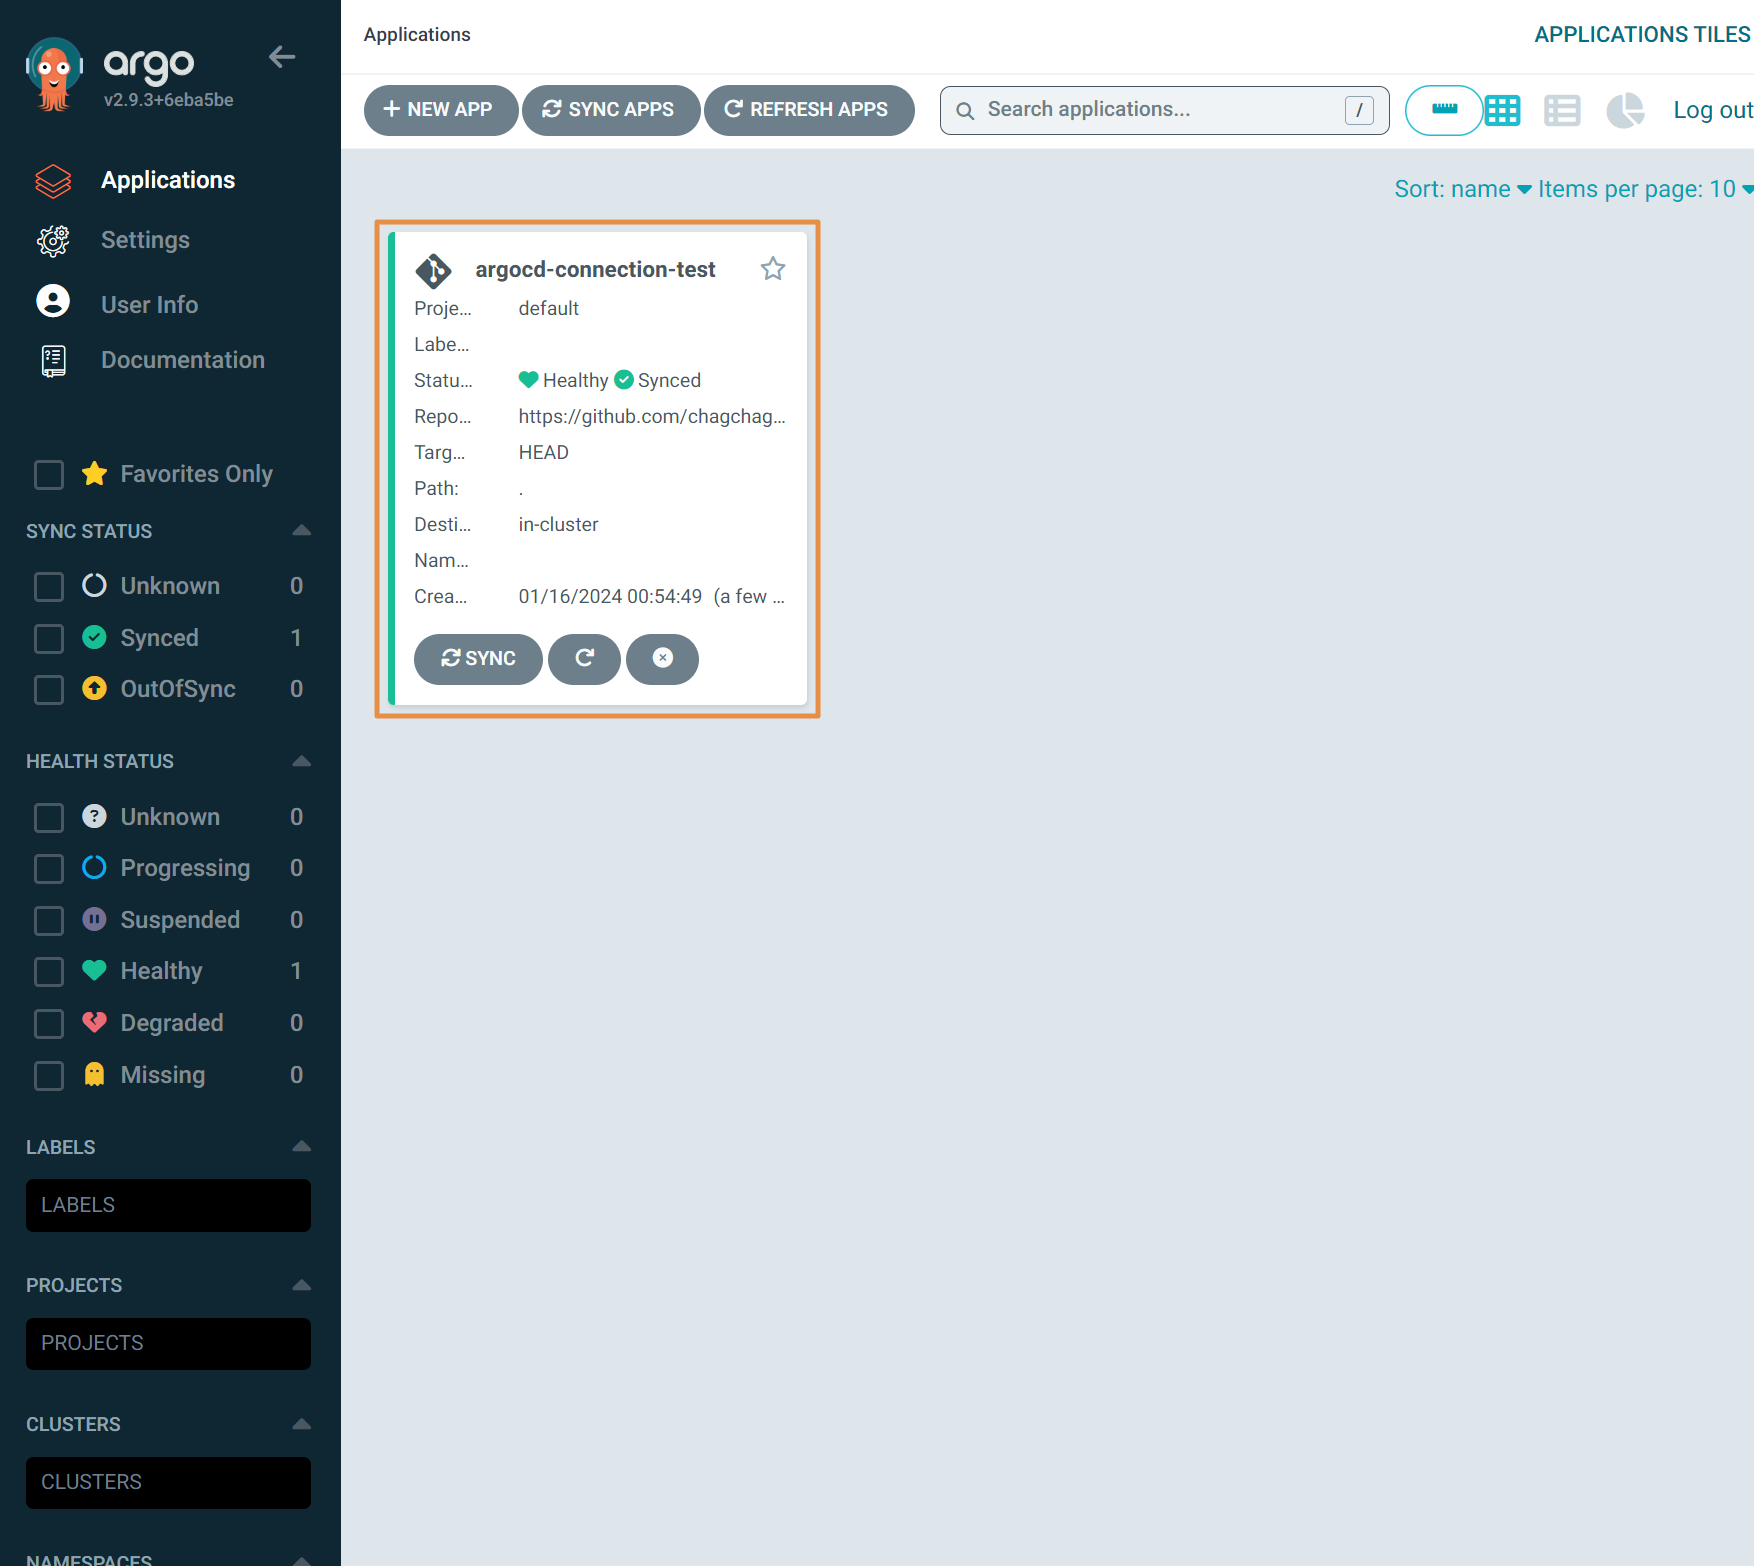 argo
v2.9.3+6eba5be
Applications
Settings
User Info
Documentation
Favorites Only
SYNC STATUS
Unknown 0
Synced 1
OutOfSync 0
HEALTH STATUS
Unknown 0
Progressing 0
Suspended 0
Healthy 1
Degraded 0
Missing 0
LABELS
LABELS
PROJECTS
PROJECTS
CLUSTERS
CLUSTERS
NAMESPACES
Applications
APPLICATIONS TILES
NEW APP SYNC APPS REFRESH APPS Search applications... / Log out
Sort: name Items per page: 10
argocd-connection-test
Proje... default
Labe...
Statu... Healthy Synced
Repo... https://github.com/chagchag...
Targ... HEAD
Path: .
Desti... in-cluster
Nam...
Crea... 01/16/2024 00:54:49 (a few ...
SYNC